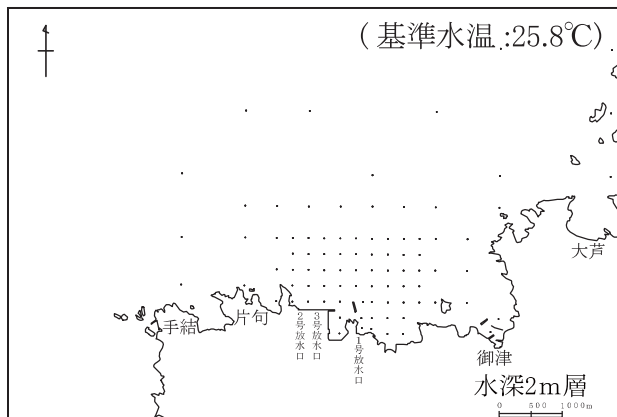 (基準水温:25.8℃)
大芦
手結
片句
2号放水口
3号放水口
1号放水口
御津
水深2m層
0 500 1000m